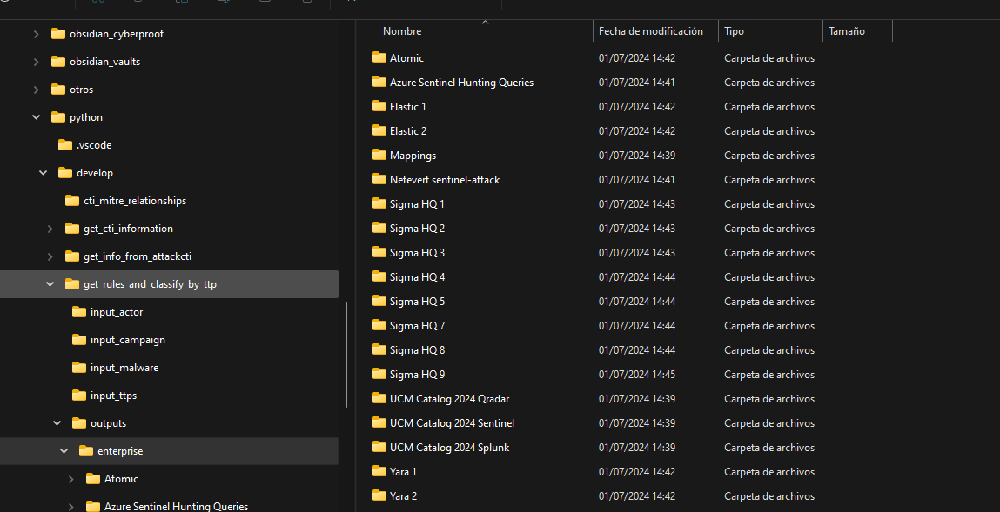 obsidian_cyberproof
obsidian_vaults
otros
python
.vscode
develop
cti_mitre_relationships
get_cti_information
get_info_from_attackcti
get_rules_and_classify_by_ttp
input_actor
input_campaign
input_malware
input_ttps
outputs
enterprise
Atomic
Azure Sentinel Hunting Queries
Nombre Fecha de modificación Tipo Tamaño
Atomic 01/07/2024 14:42 Carpeta de archivos
Azure Sentinel Hunting Queries 01/07/2024 14:41 Carpeta de archivos
Elastic 1 01/07/2024 14:42 Carpeta de archivos
Elastic 2 01/07/2024 14:42 Carpeta de archivos
Mappings 01/07/2024 14:39 Carpeta de archivos
Netevert sentinel-attack 01/07/2024 14:41 Carpeta de archivos
Sigma HQ 1 01/07/2024 14:43 Carpeta de archivos
Sigma HQ 2 01/07/2024 14:43 Carpeta de archivos
Sigma HQ 3 01/07/2024 14:43 Carpeta de archivos
Sigma HQ 4 01/07/2024 14:44 Carpeta de archivos
Sigma HQ 5 01/07/2024 14:44 Carpeta de archivos
Sigma HQ 7 01/07/2024 14:44 Carpeta de archivos
Sigma HQ 8 01/07/2024 14:44 Carpeta de archivos
Sigma HQ 9 01/07/2024 14:45 Carpeta de archivos
UCM Catalog 2024 Qradar 01/07/2024 14:39 Carpeta de archivos
UCM Catalog 2024 Sentinel 01/07/2024 14:39 Carpeta de archivos
UCM Catalog 2024 Splunk 01/07/2024 14:39 Carpeta de archivos
Yara 1 01/07/2024 14:42 Carpeta de archivos
Yara 2 01/07/2024 14:42 Carpeta de archivos